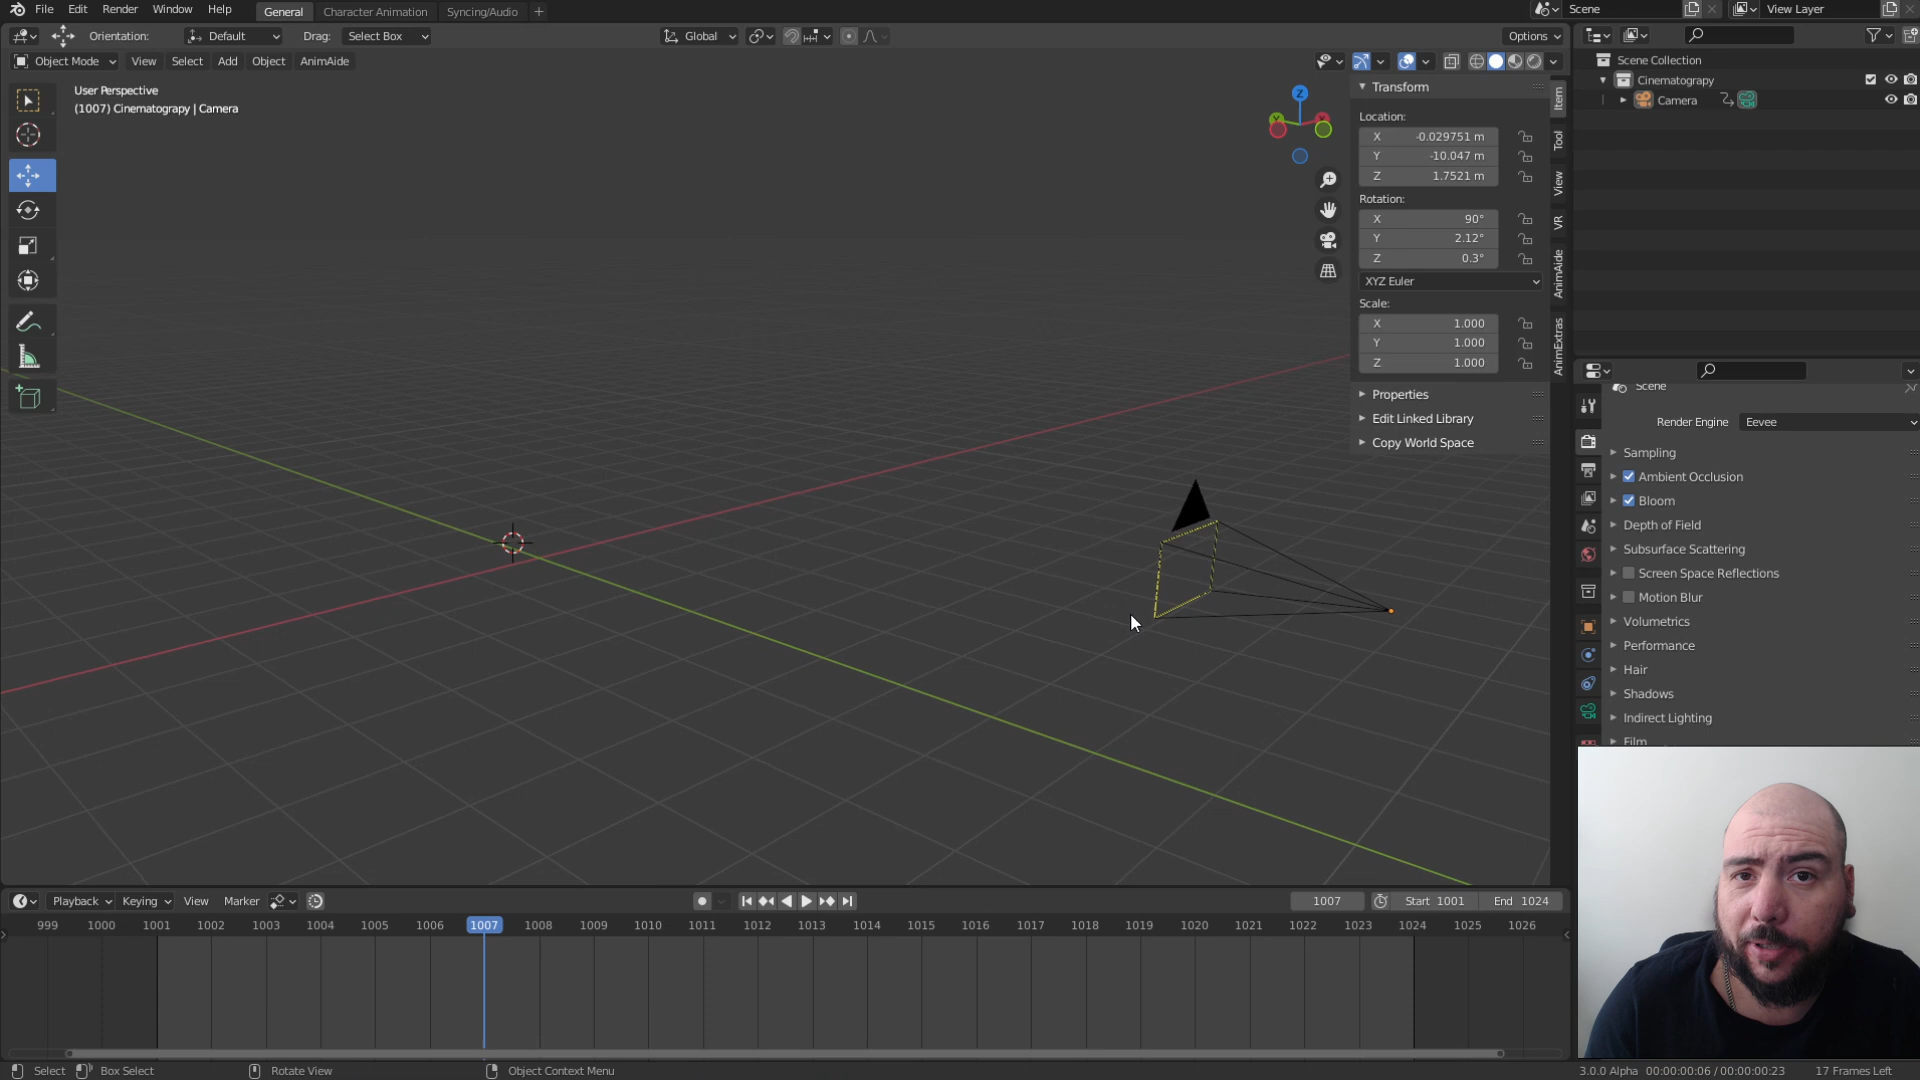 File Edit Render Window Help General Character Animation Syncing/Audio + Scene View Layer
Orientation: Default Drag: Select Box Global Options
Object Mode View Select Add Object AnimAide
User Perspective
(1007) Cinematograpy | Camera
Z
Transform
Location:
X -0.029751 m
Y -10.047 m
Z 1.7521 m
Rotation:
X 90°
Y 2.12°
Z 0.3°
XYZ Euler
Scale:
X 1.000
Y 1.000
Z 1.000
Properties
Edit Linked Library
Copy World Space
Item
Tool
View
VR
AnimAide
AnimExtras
Scene Collection
Cinematograpy
Camera
Scene
Render Engine Eevee
Sampling
Ambient Occlusion
Bloom
Depth of Field
Subsurface Scattering
Screen Space Reflections
Motion Blur
Volumetrics
Performance
Hair
Shadows
Indirect Lighting
Film
Playback Keying View Marker 1007 Start 1001 End 1024
999 1000 1001 1002 1003 1004 1005 1006 1007 1008 1009 1010 1011 1012 1013 1014 1015 1016 1017 1018 1019 1020 1021 1022 1023 1024 1025 1026
Select Box Select Rotate View Object Context Menu 3.0.0 Alpha 00:00:00:06 / 00:00:00:23 17 Frames Left